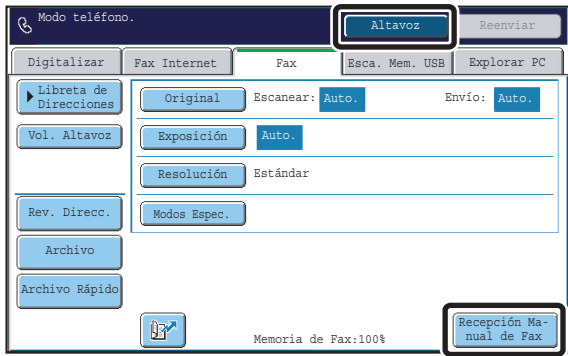 Modo teléfono.
Altavoz
Reenviar
Digitalizar
Fax Internet
Fax
Esca. Mem. USB
Explorar PC
Libreta de
Direcciones
Original
Escanear: Auto.
Envío: Auto.
Vol. Altavoz
Exposición
Auto.
Resolución
Estándar
Rev. Direcc.
Modos Espec.
Archivo
Archivo Rápido
Memoria de Fax:100%
Recepción Ma-
nual de Fax